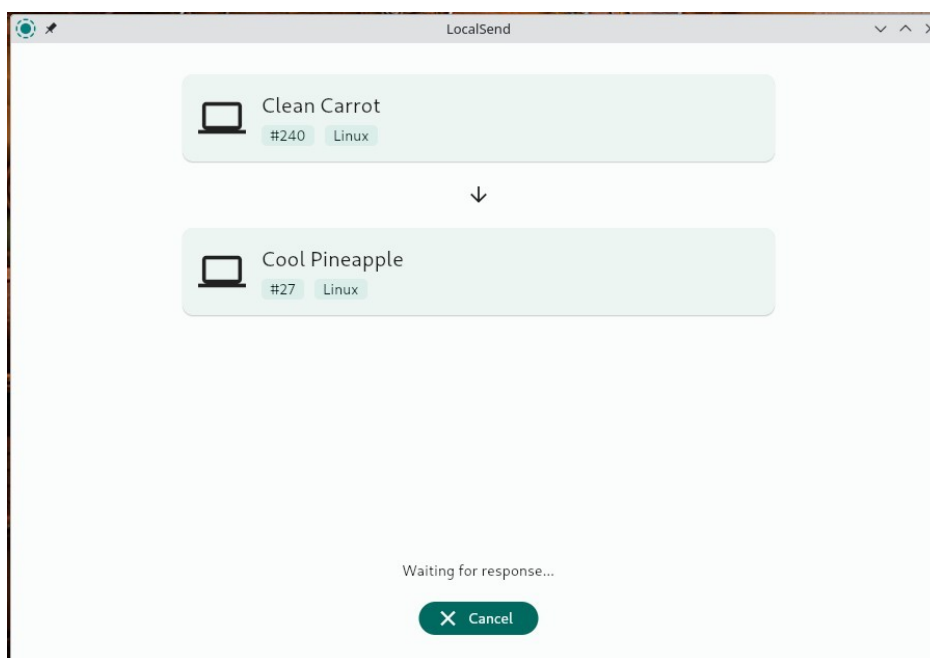 LocalSend
Clean Carrot
#240 Linux
Cool Pineapple
#27 Linux
Waiting for response...
Cancel